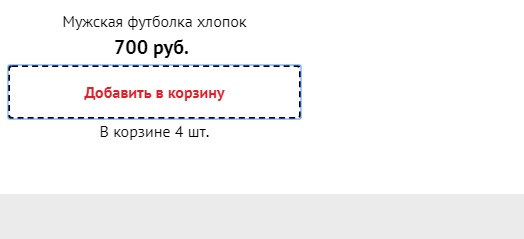 Мужская футболка хлопок
700 руб.
Добавить в корзину
В корзине 4 шт.